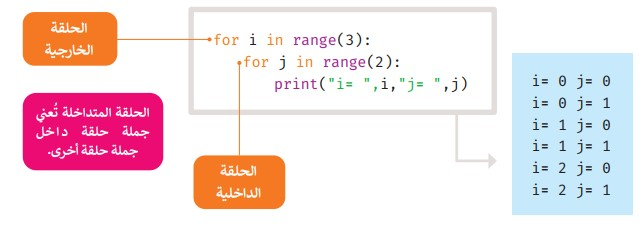 الحلقة
الخارجية
for i in range(3):
for j in range(2):
print("i= ",i,"j= ",j)
الحلقة المتداخلة تُعني
جملة حلقة داخل
جملة حلقة أخرى.
الحلقة
الداخلية
i= 0 j= 0
i= 0 j= 1
i= 1 j= 0
i= 1 j= 1
i= 2 j= 0
i= 2 j= 1